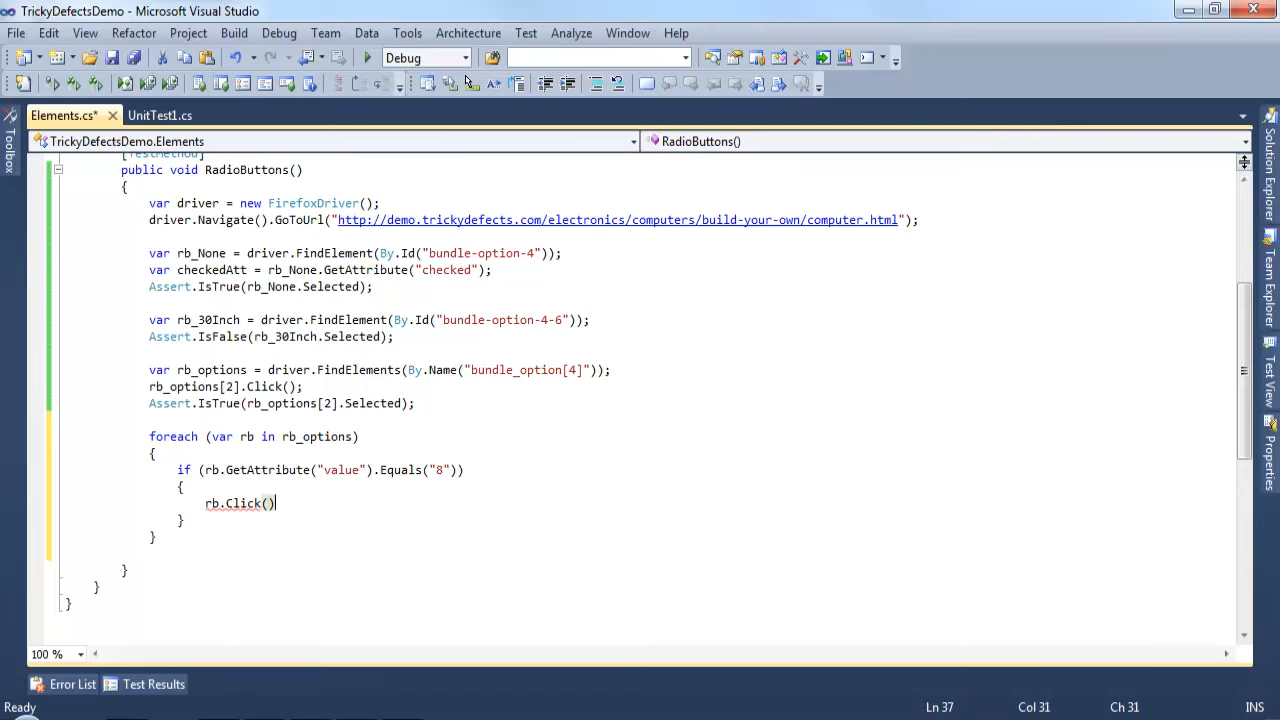 TrickyDefectsDemo - Microsoft Visual Studio
File Edit View Refactor Project Build Debug Team Data Tools Architecture Test Analyze Window Help
Debug
Elements.cs* UnitTest1.cs
TrickyDefectsDemo.Elements RadioButtons()
[TestMethod]
public void RadioButtons()
{
var driver = new FirefoxDriver();
driver.Navigate().GoToUrl("http://demo.trickydefects.com/electronics/computers/build-your-own/computer.html");
var rb_None = driver.FindElement(By.Id("bundle-option-4"));
var checkedAtt = rb_None.GetAttribute("checked");
Assert.IsTrue(rb_None.Selected);
var rb_30Inch = driver.FindElement(By.Id("bundle-option-4-6"));
Assert.IsFalse(rb_30Inch.Selected);
var rb_options = driver.FindElements(By.Name("bundle_option[4]"));
rb_options[2].Click();
Assert.IsTrue(rb_options[2].Selected);
foreach (var rb in rb_options)
{
if (rb.GetAttribute("value").Equals("8"))
{
rb.Click()
}
}
}
}
}
100 %
Error List Test Results
Ready Ln 37 Col 31 Ch 31 INS
Toolbox
Solution Explorer
Team Explorer
Test View
Properties